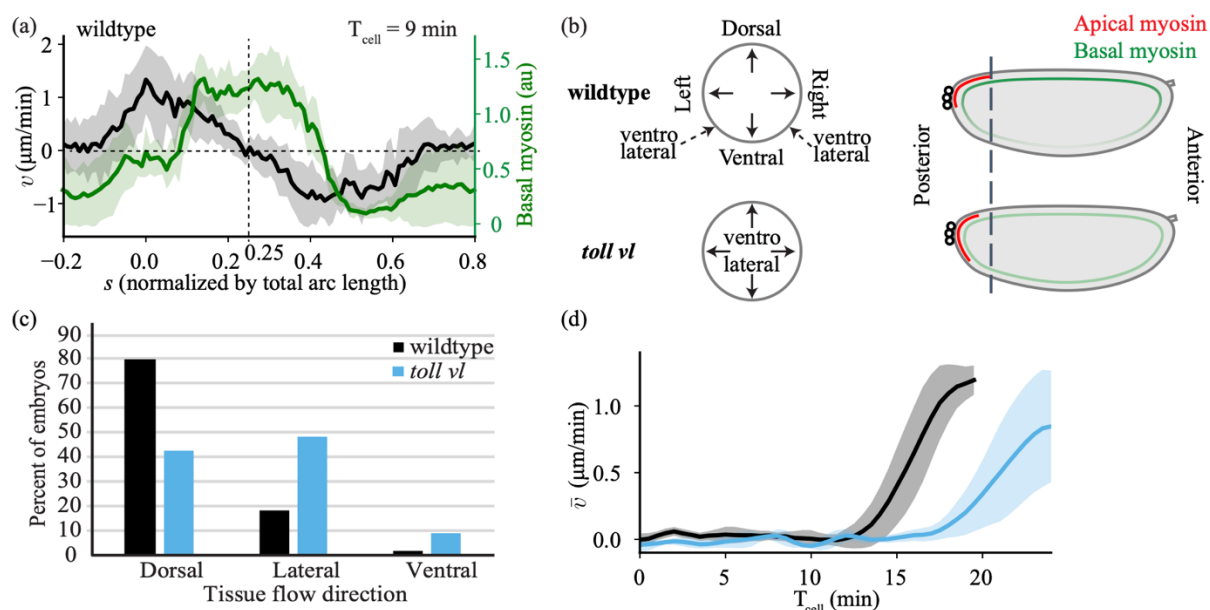 (a) wildtype T_cell = 9 min
2
1
0
−1
v (μm/min)
1.5
1
0.5
0
Basal myosin (au)
0.25
−0.2 0.0 0.2 0.4 0.6 0.8
s (normalized by total arc length)
(b)
Apical myosin
Basal myosin
Dorsal
wildtype
Left
Right
ventro
lateral
ventro
lateral
Ventral
Posterior
Anterior
toll vl
ventro
lateral
(c)
90
80
70
60
50
40
30
20
10
0
Percent of embryos
wildtype
toll vl
Dorsal Lateral Ventral
Tissue flow direction
(d)
1.0
0.5
0.0
v̄ (μm/min)
0 5 10 15 20
T_cell (min)